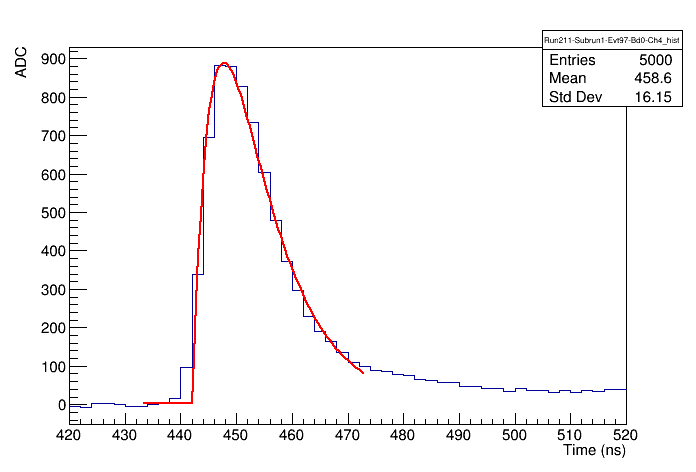 Run211-Subrun1-Evt97-Bd0-Ch4_hist
Entries 5000
Mean 458.6
Std Dev 16.15
ADC
900
800
700
600
500
400
300
200
100
0
420 430 440 450 460 470 480 490 500 510 520
Time (ns)